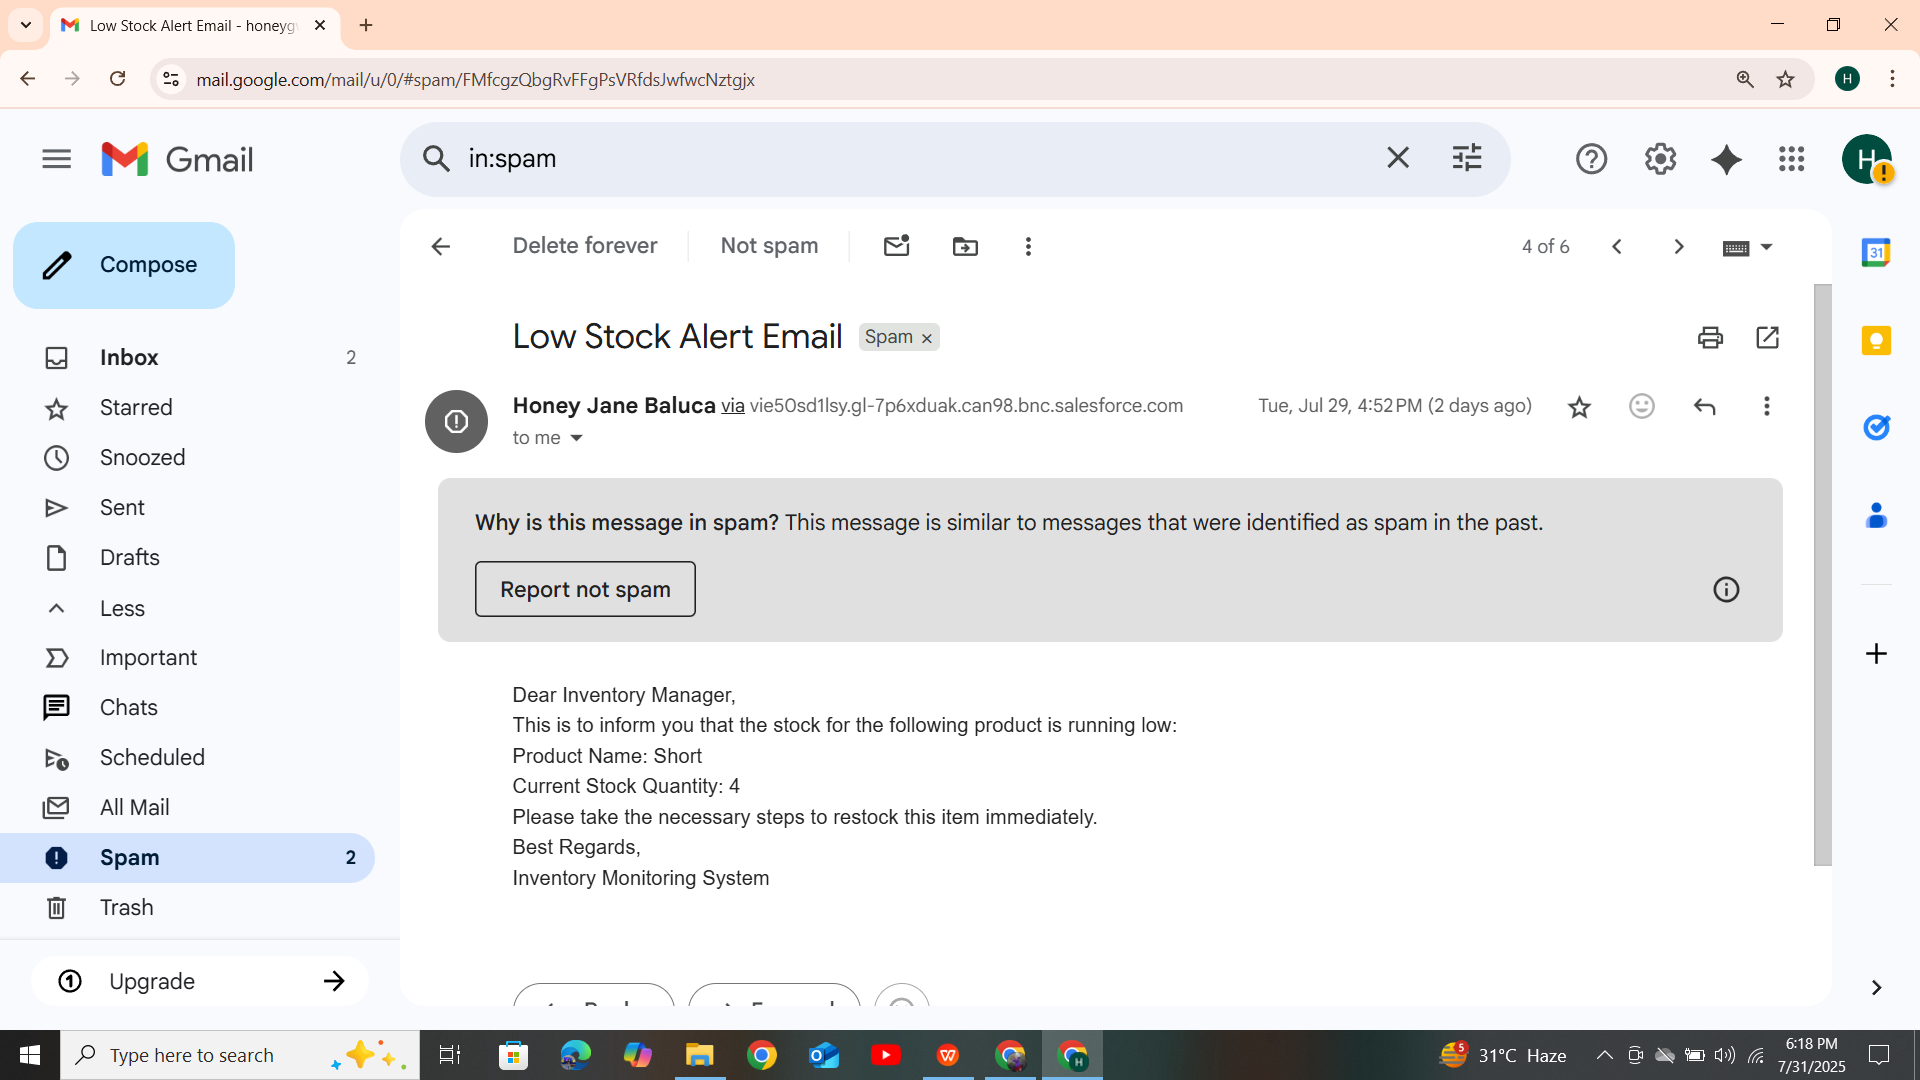 Low Stock Alert Email - honeyg
mail.google.com/mail/u/0/#spam/FMfcgzQbgRvFFgPsVRfdsJwfwcNztgjx
H
Gmail
in:spam
H
!
Compose
Delete forever
Not spam
4 of 6
31
Low Stock Alert Email
Spam ×
Inbox 2
Starred
Snoozed
Sent
Drafts
Less
Important
Chats
Scheduled
All Mail
Spam 2
Trash
Upgrade
Honey Jane Baluca via vie50sd1lsy.gl-7p6xduak.can98.bnc.salesforce.com
Tue, Jul 29, 4:52 PM (2 days ago)
to me
Why is this message in spam? This message is similar to messages that were identified as spam in the past.
Report not spam
Dear Inventory Manager,
This is to inform you that the stock for the following product is running low:
Product Name: Short
Current Stock Quantity: 4
Please take the necessary steps to restock this item immediately.
Best Regards,
Inventory Monitoring System
Type here to search
5
31°C Haze
6:18 PM
7/31/2025